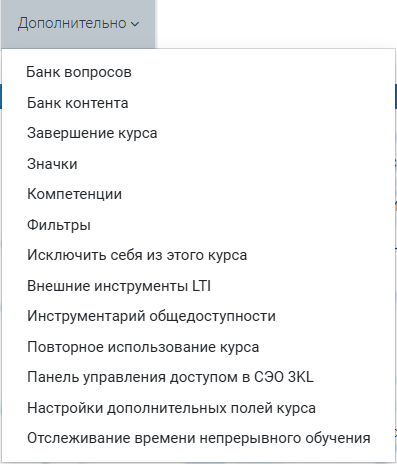 Дополнительно
Банк вопросов
Банк контента
Завершение курса
Значки
Компетенции
Фильтры
Исключить себя из этого курса
Внешние инструменты LTI
Инструментарий общедоступности
Повторное использование курса
Панель управления доступом в СЭО 3KL
Настройки дополнительных полей курса
Отслеживание времени непрерывного обучения